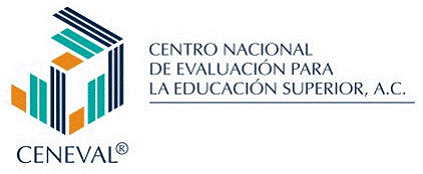 CENTRO NACIONAL
DE EVALUACIÓN PARA
LA EDUCACIÓN SUPERIOR, A.C.
CENEVAL®